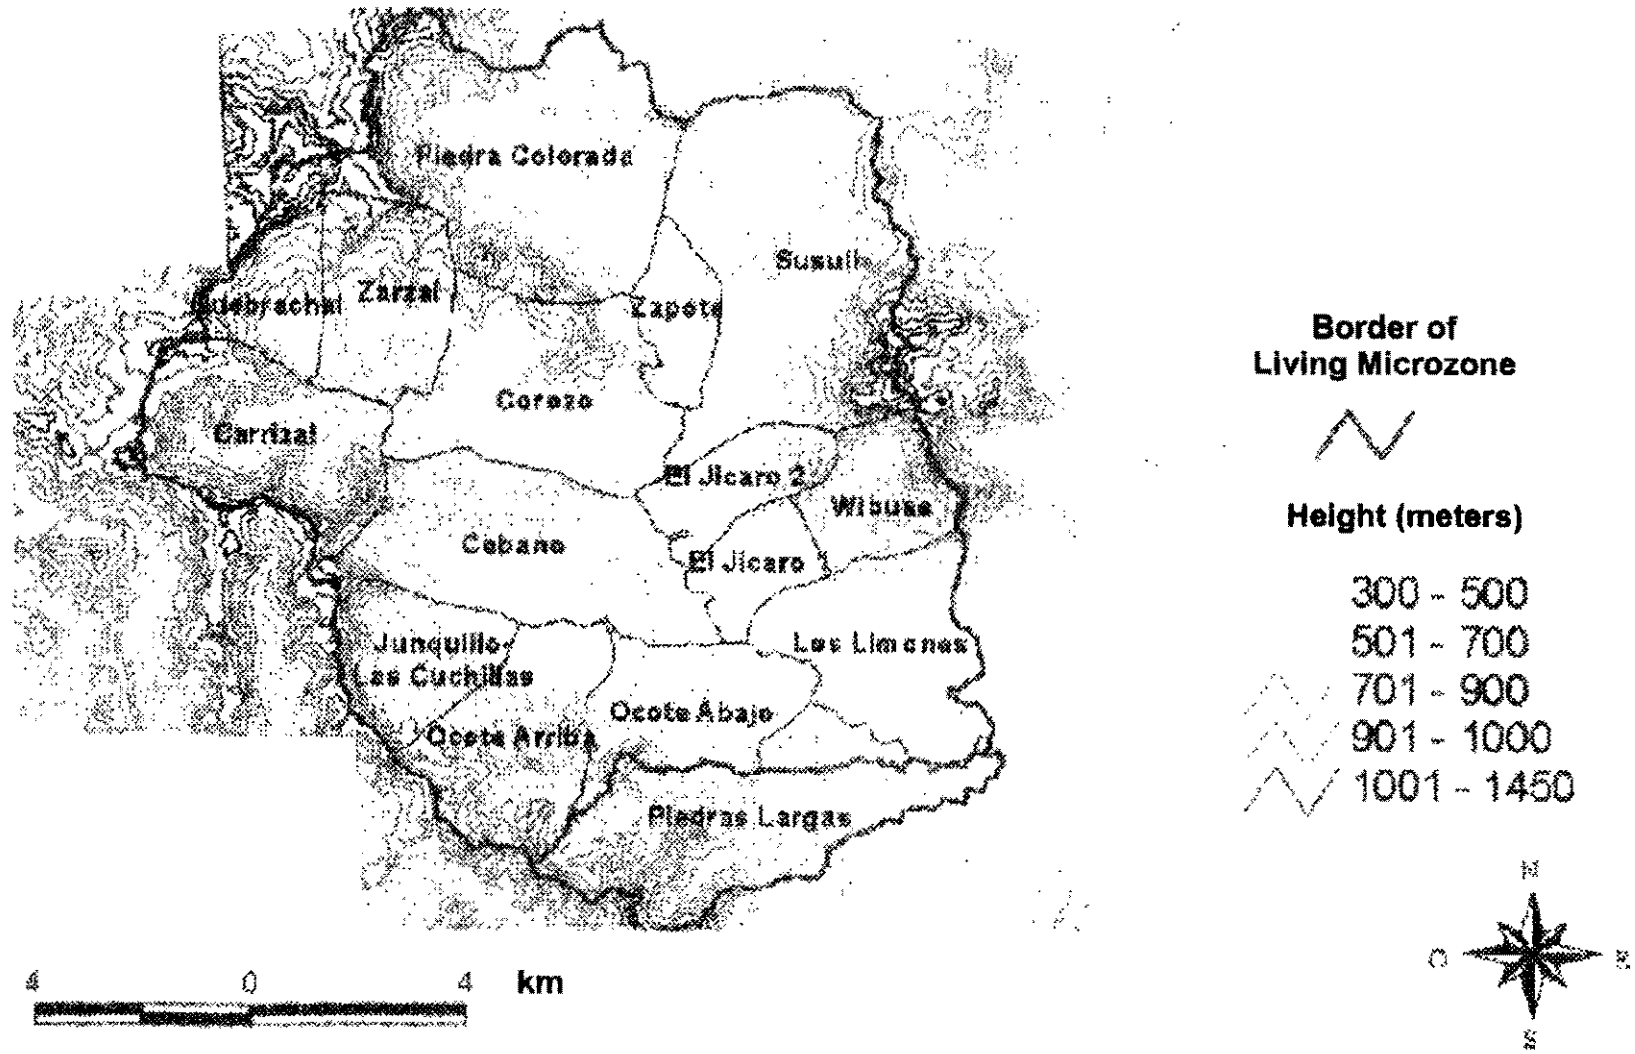 Piedra Colorada
Susuli
Quebrachal
Zarzal
Zapote
Corozo
Carrizal
El Jicaro 2
Wibuse
Cobano
El Jicaro
Los Limones
Junquillo-
Las Cuchillas
Ocote Abajo
Ocote Arriba
Piedras Largas
Border of
Living Microzone
Height (meters)
300 - 500
501 - 700
701 - 900
901 - 1000
1001 - 1450
N
O
E
S
4 0 4 km